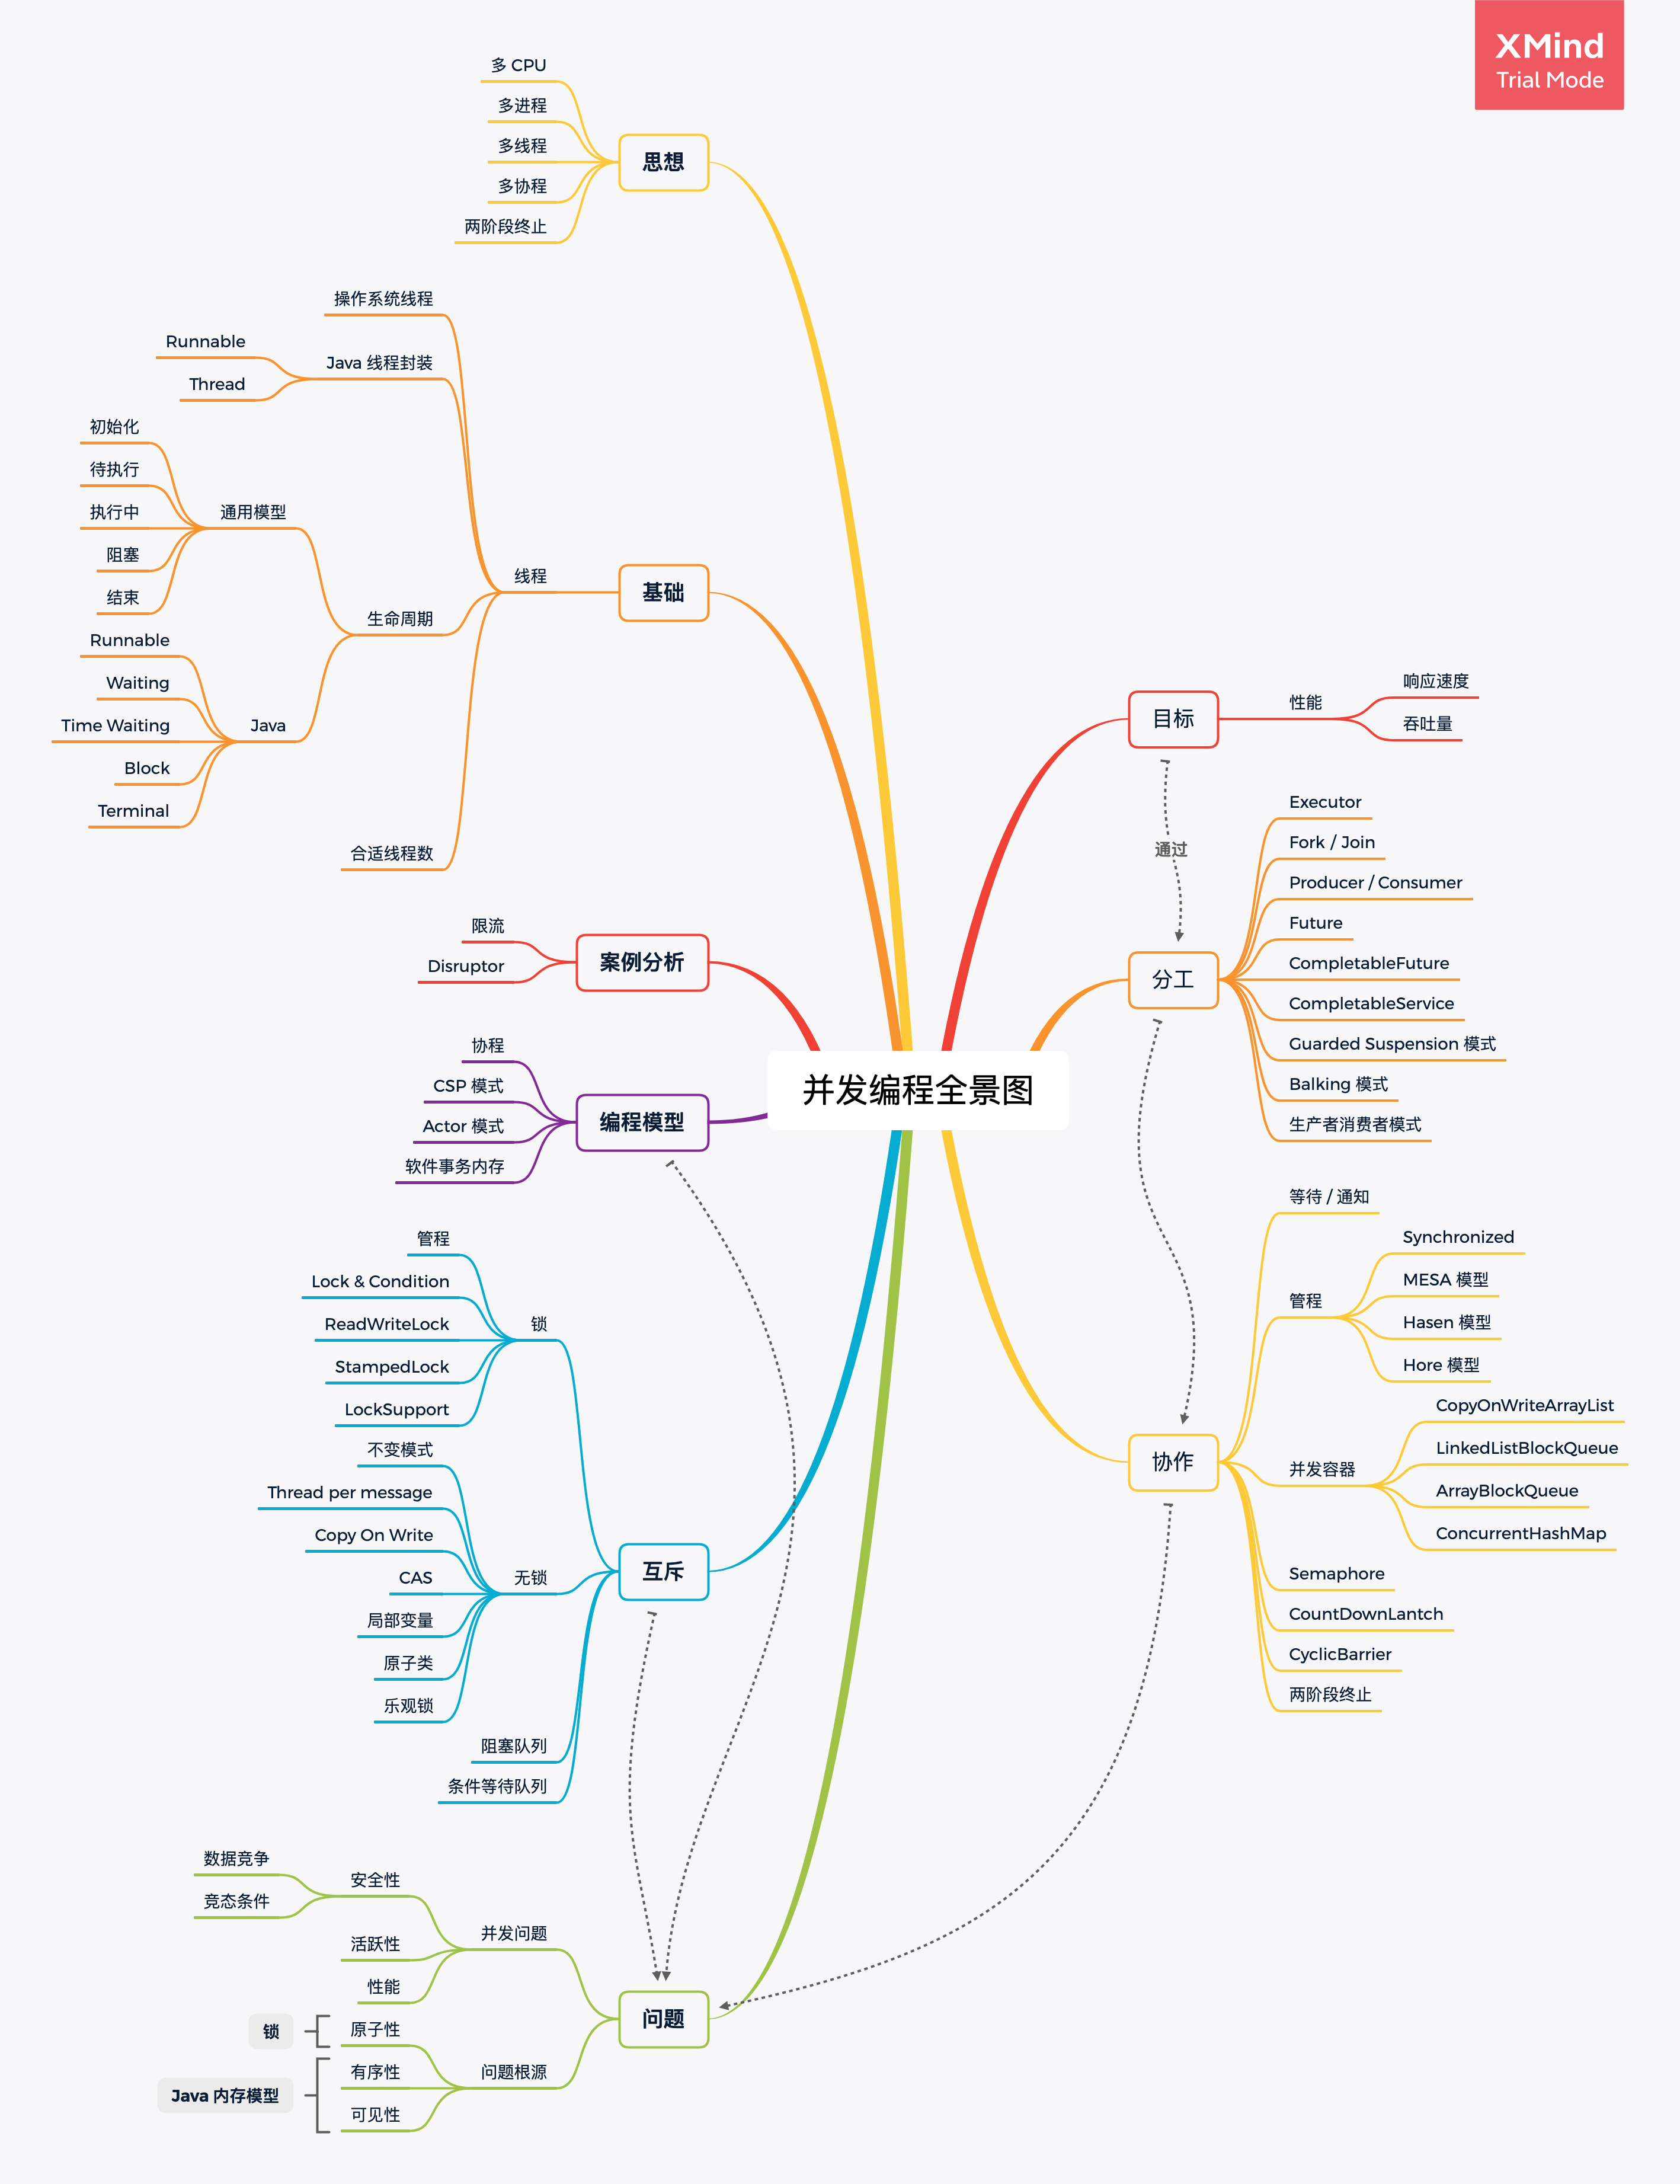 XMind
Trial Mode
多 CPU
多进程
多线程
多协程
两阶段终止
思想
操作系统线程
Runnable
Thread
Java 线程封装
初始化
待执行
执行中
阻塞
结束
通用模型
Runnable
Waiting
Time Waiting
Block
Terminal
Java
生命周期
合适线程数
线程
基础
限流
Disruptor
案例分析
协程
CSP 模式
Actor 模式
软件事务内存
编程模型
管程
Lock & Condition
ReadWriteLock
StampedLock
LockSupport
锁
不变模式
Thread per message
Copy On Write
CAS
局部变量
原子类
乐观锁
无锁
阻塞队列
条件等待队列
互斥
数据竞争
竞态条件
安全性
活跃性
性能
并发问题
锁
原子性
Java 内存模型
有序性
可见性
问题根源
问题
并发编程全景图
目标
性能
响应速度
吞吐量
通过
分工
Executor
Fork / Join
Producer / Consumer
Future
CompletableFuture
CompletableService
Guarded Suspension 模式
Balking 模式
生产者消费者模式
协作
等待 / 通知
管程
Synchronized
MESA 模型
Hasen 模型
Hore 模型
并发容器
CopyOnWriteArrayList
LinkedListBlockQueue
ArrayBlockQueue
ConcurrentHashMap
Semaphore
CountDownLantch
CyclicBarrier
两阶段终止